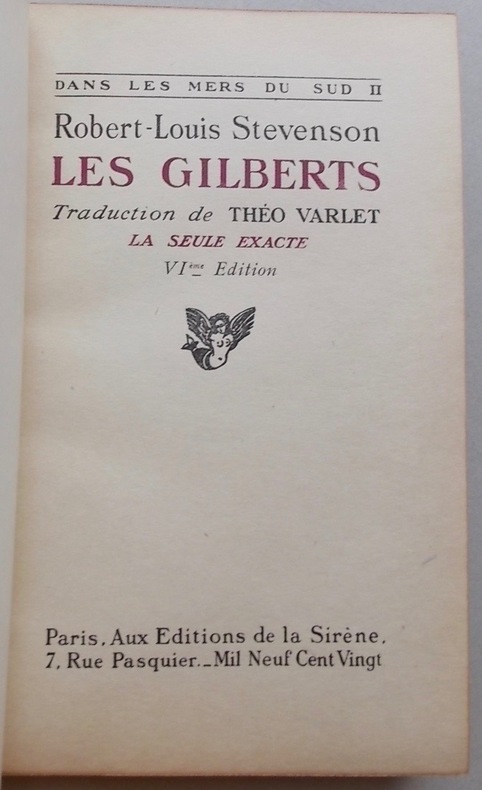 DANS LES MERS DU SUD II
Robert-Louis Stevenson
LES GILBERTS
Traduction de THÉO VARLET
LA SEULE EXACTE
VIème Edition
Paris, Aux Editions de la Sirène,
7, Rue Pasquier._Mil Neuf Cent Vingt